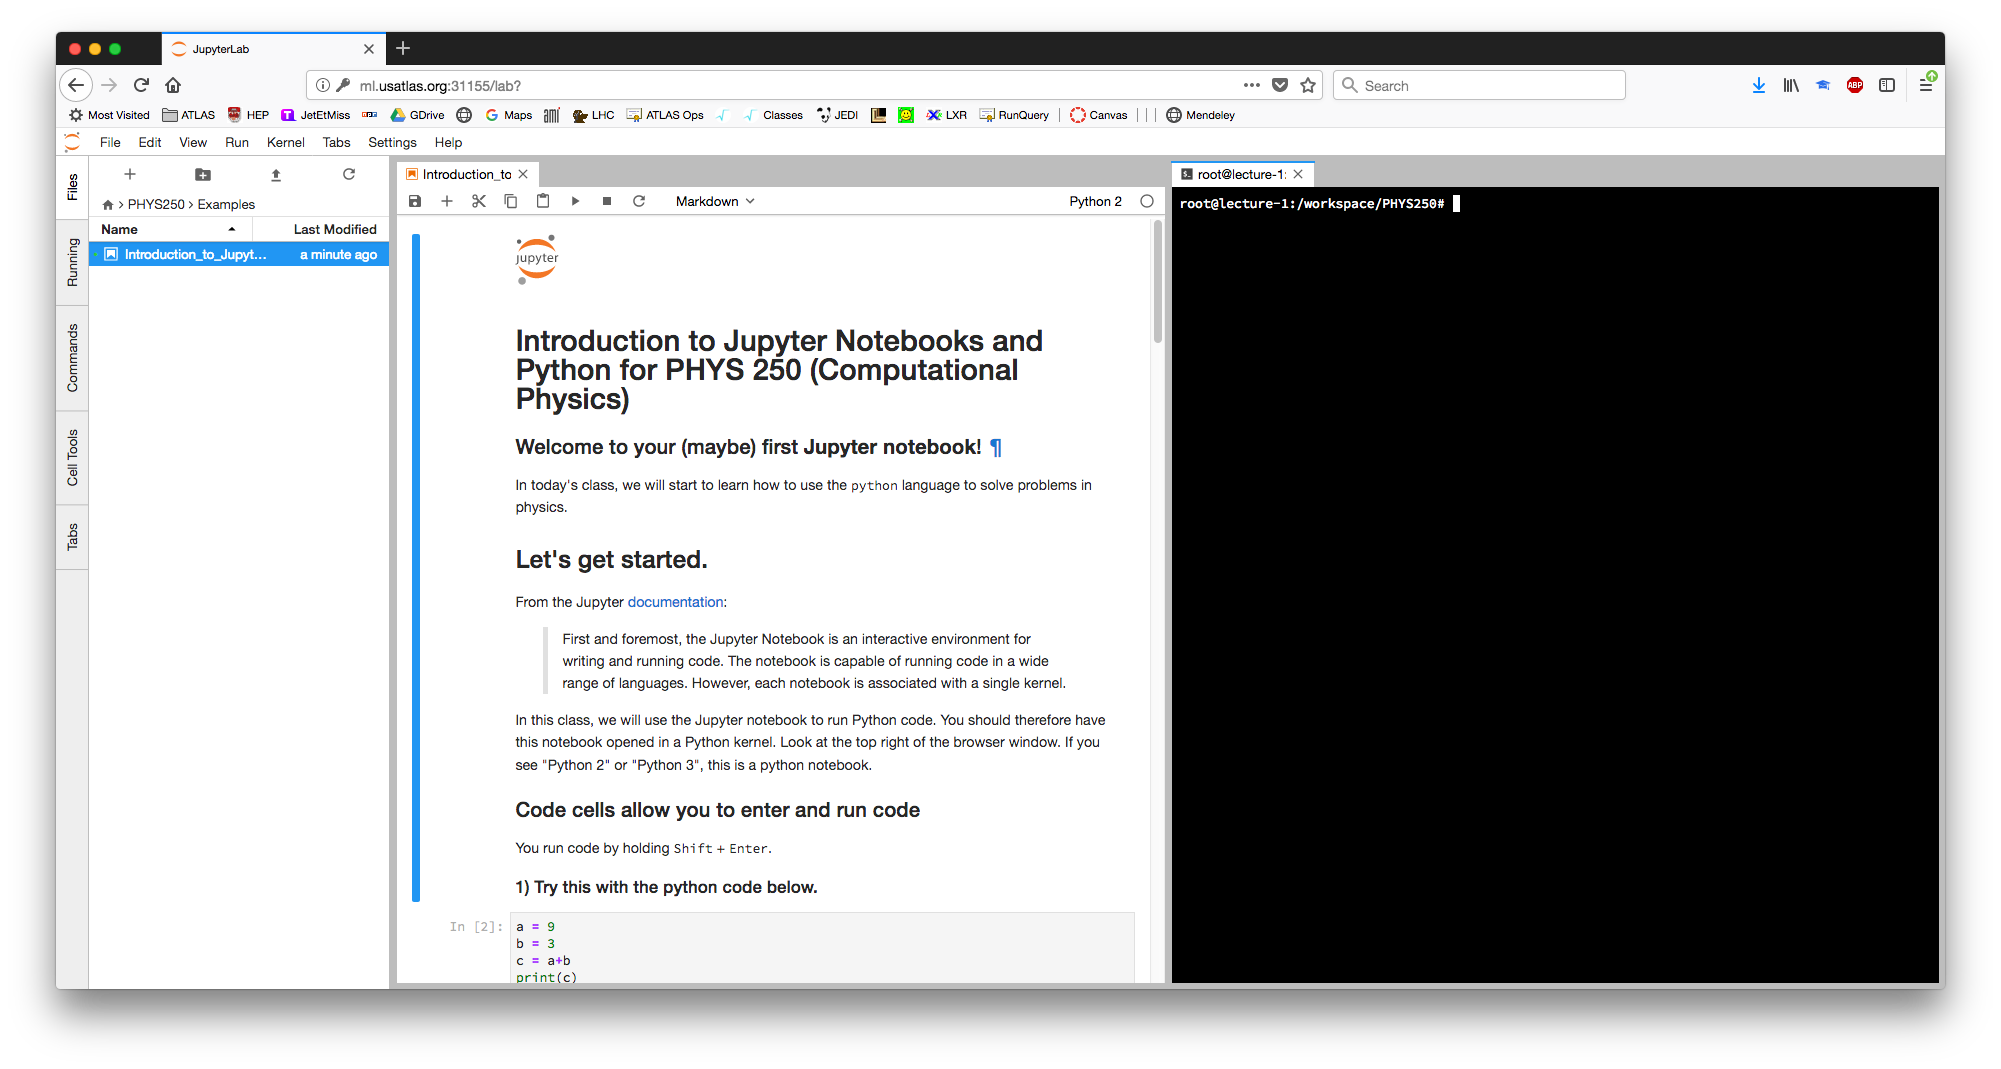 JupyterLab
ml.usatlas.org:31155/lab?
Search
ABP
Most Visited ATLAS HEP T JetEtMiss GDrive G Maps ami LHC ATLAS Ops Classes JEDI LXR RunQuery Canvas Mendeley
File Edit View Run Kernel Tabs Settings Help
Files
Running
Commands
Cell Tools
Tabs
PHYS250 > Examples
Name Last Modified
Introduction_to_Jupyt... a minute ago
Introduction_to
Markdown Python 2
jupyter
Introduction to Jupyter Notebooks and
Python for PHYS 250 (Computational
Physics)
Welcome to your (maybe) first Jupyter notebook! ¶
In today's class, we will start to learn how to use the python language to solve problems in
physics.
Let's get started.
From the Jupyter documentation:
First and foremost, the Jupyter Notebook is an interactive environment for
writing and running code. The notebook is capable of running code in a wide
range of languages. However, each notebook is associated with a single kernel.
In this class, we will use the Jupyter notebook to run Python code. You should therefore have
this notebook opened in a Python kernel. Look at the top right of the browser window. If you
see "Python 2" or "Python 3", this is a python notebook.
Code cells allow you to enter and run code
You run code by holding Shift + Enter.
1) Try this with the python code below.
In [2]:
a = 9
b = 3
c = a+b
print(c)
root@lecture-1:
root@lecture-1:/workspace/PHYS250#